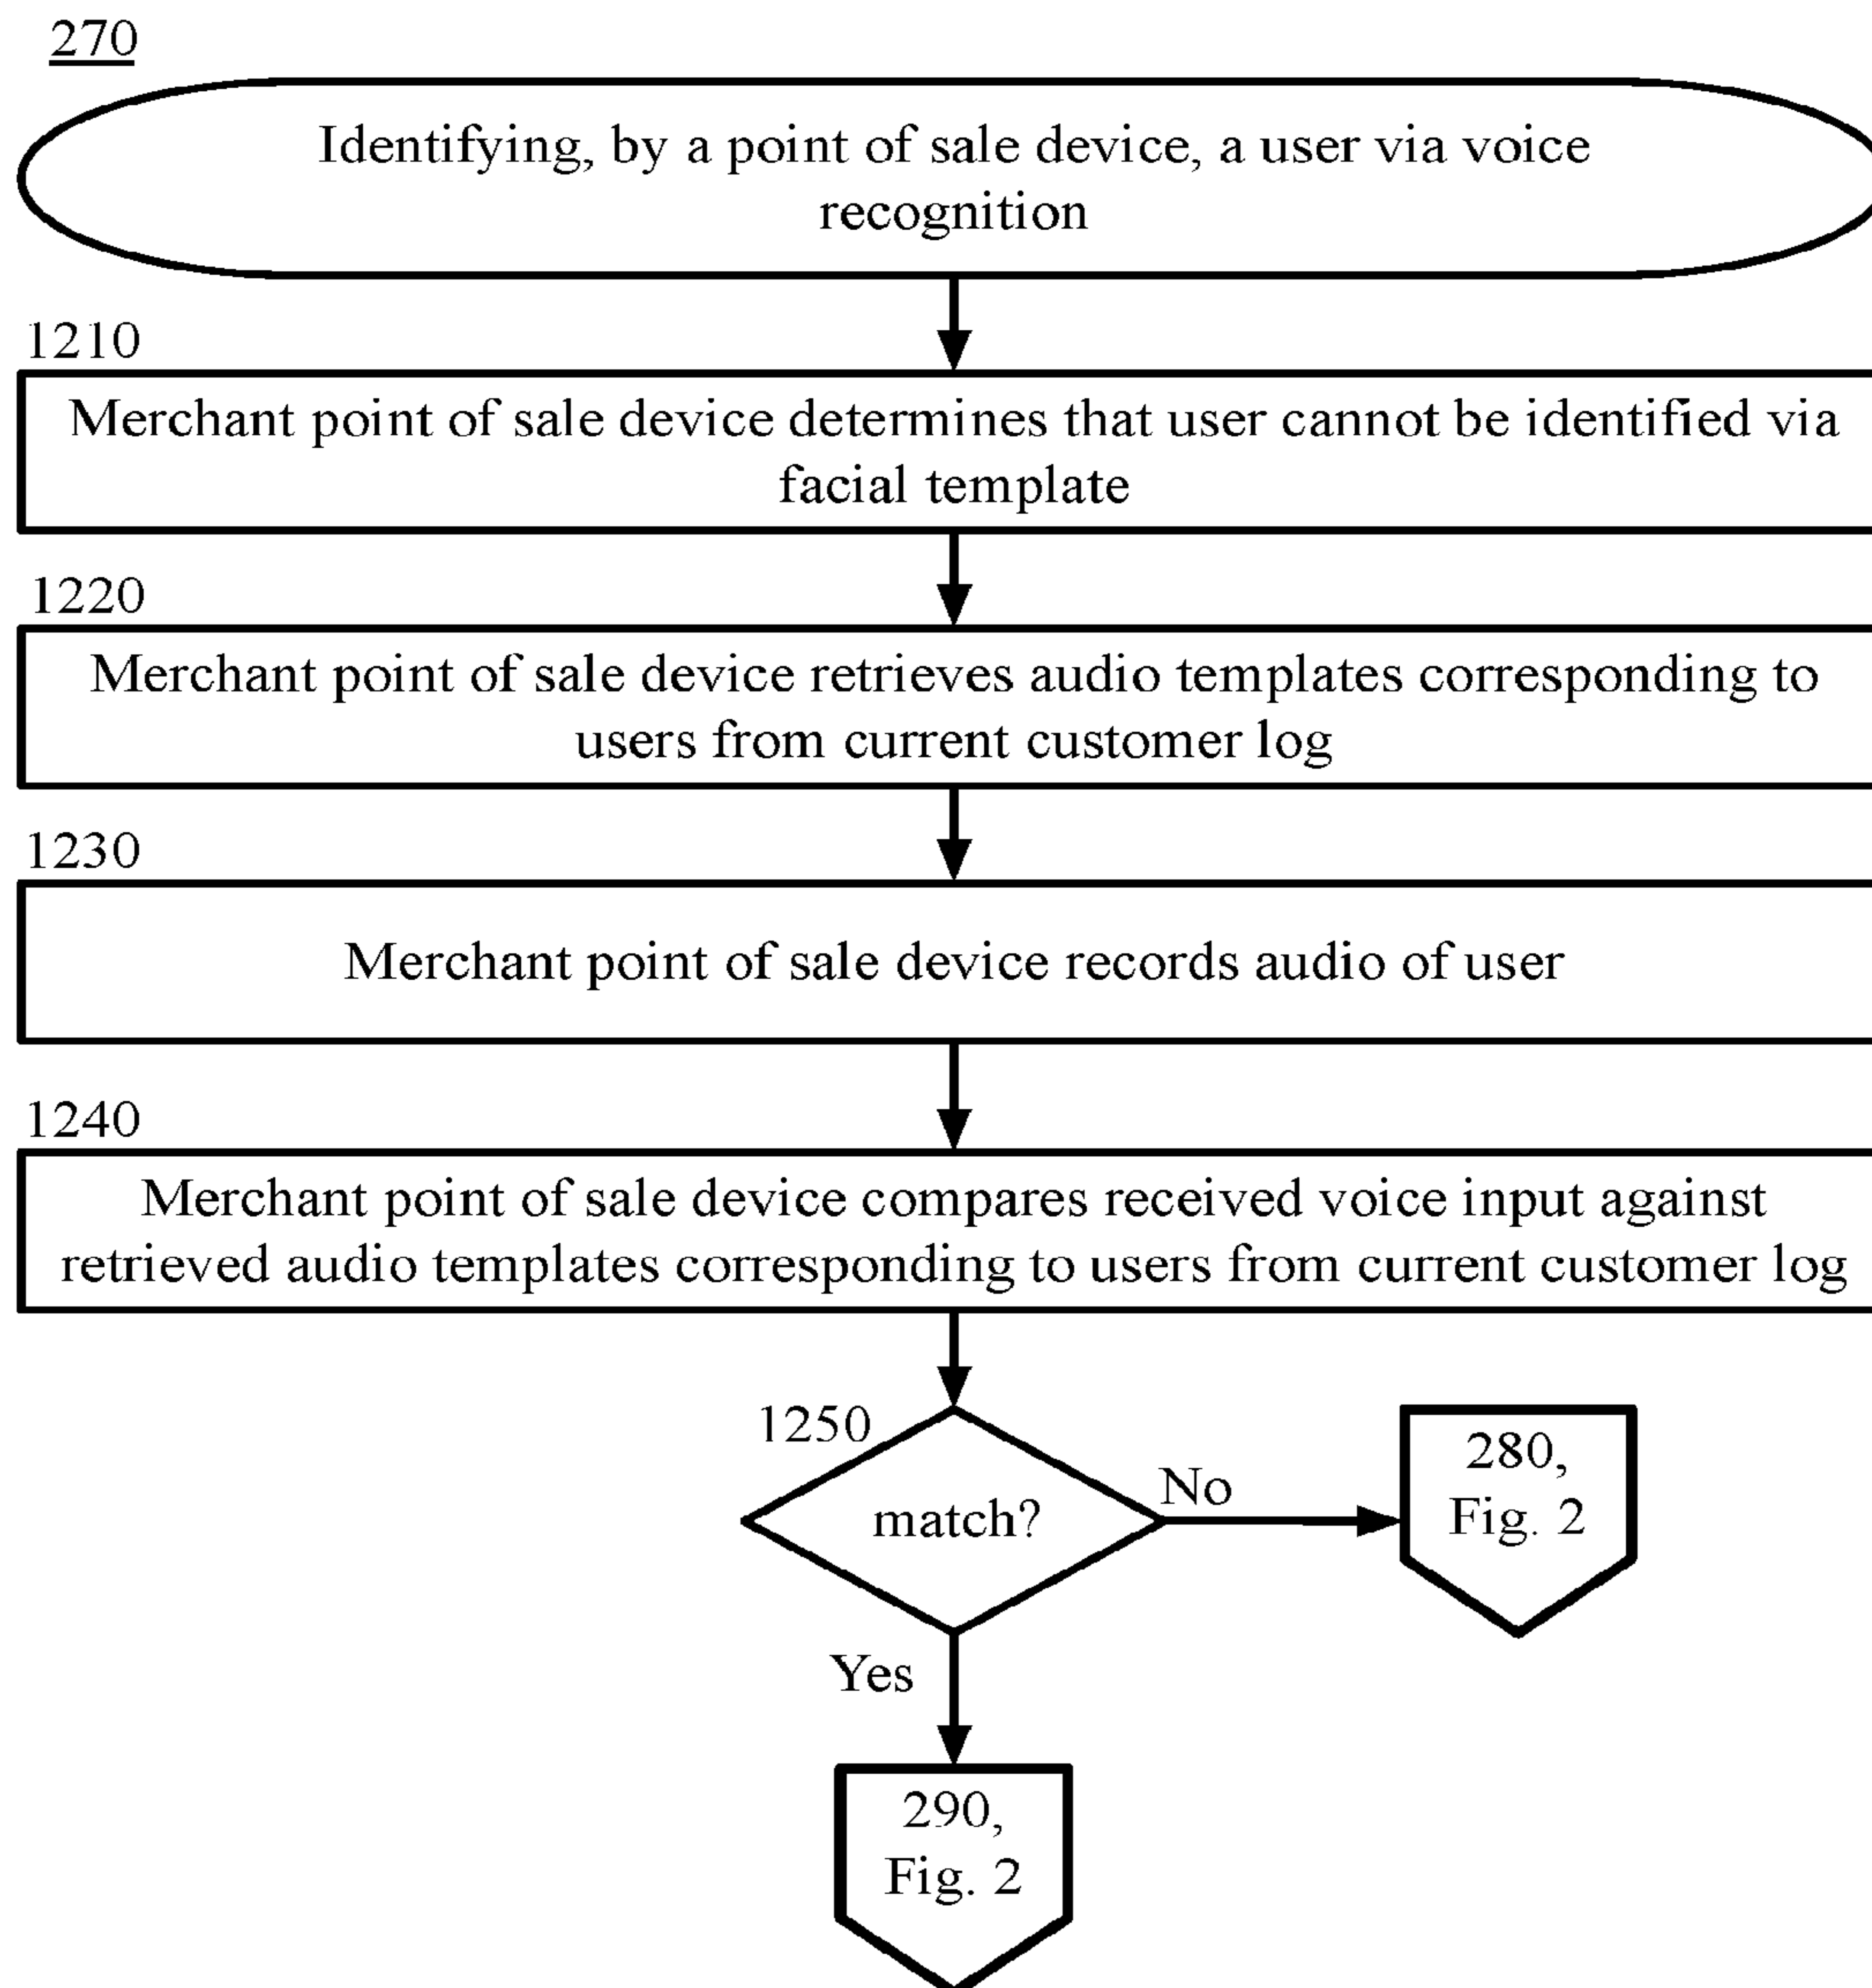 270
Identifying, by a point of sale device, a user via voice
recognition
1210
Merchant point of sale device determines that user cannot be identified via
facial template
1220
Merchant point of sale device retrieves audio templates corresponding to
users from current customer log
1230
Merchant point of sale device records audio of user
1240
Merchant point of sale device compares received voice input against
retrieved audio templates corresponding to users from current customer log
1250
match?
No
280,
Fig. 2
Yes
290,
Fig. 2